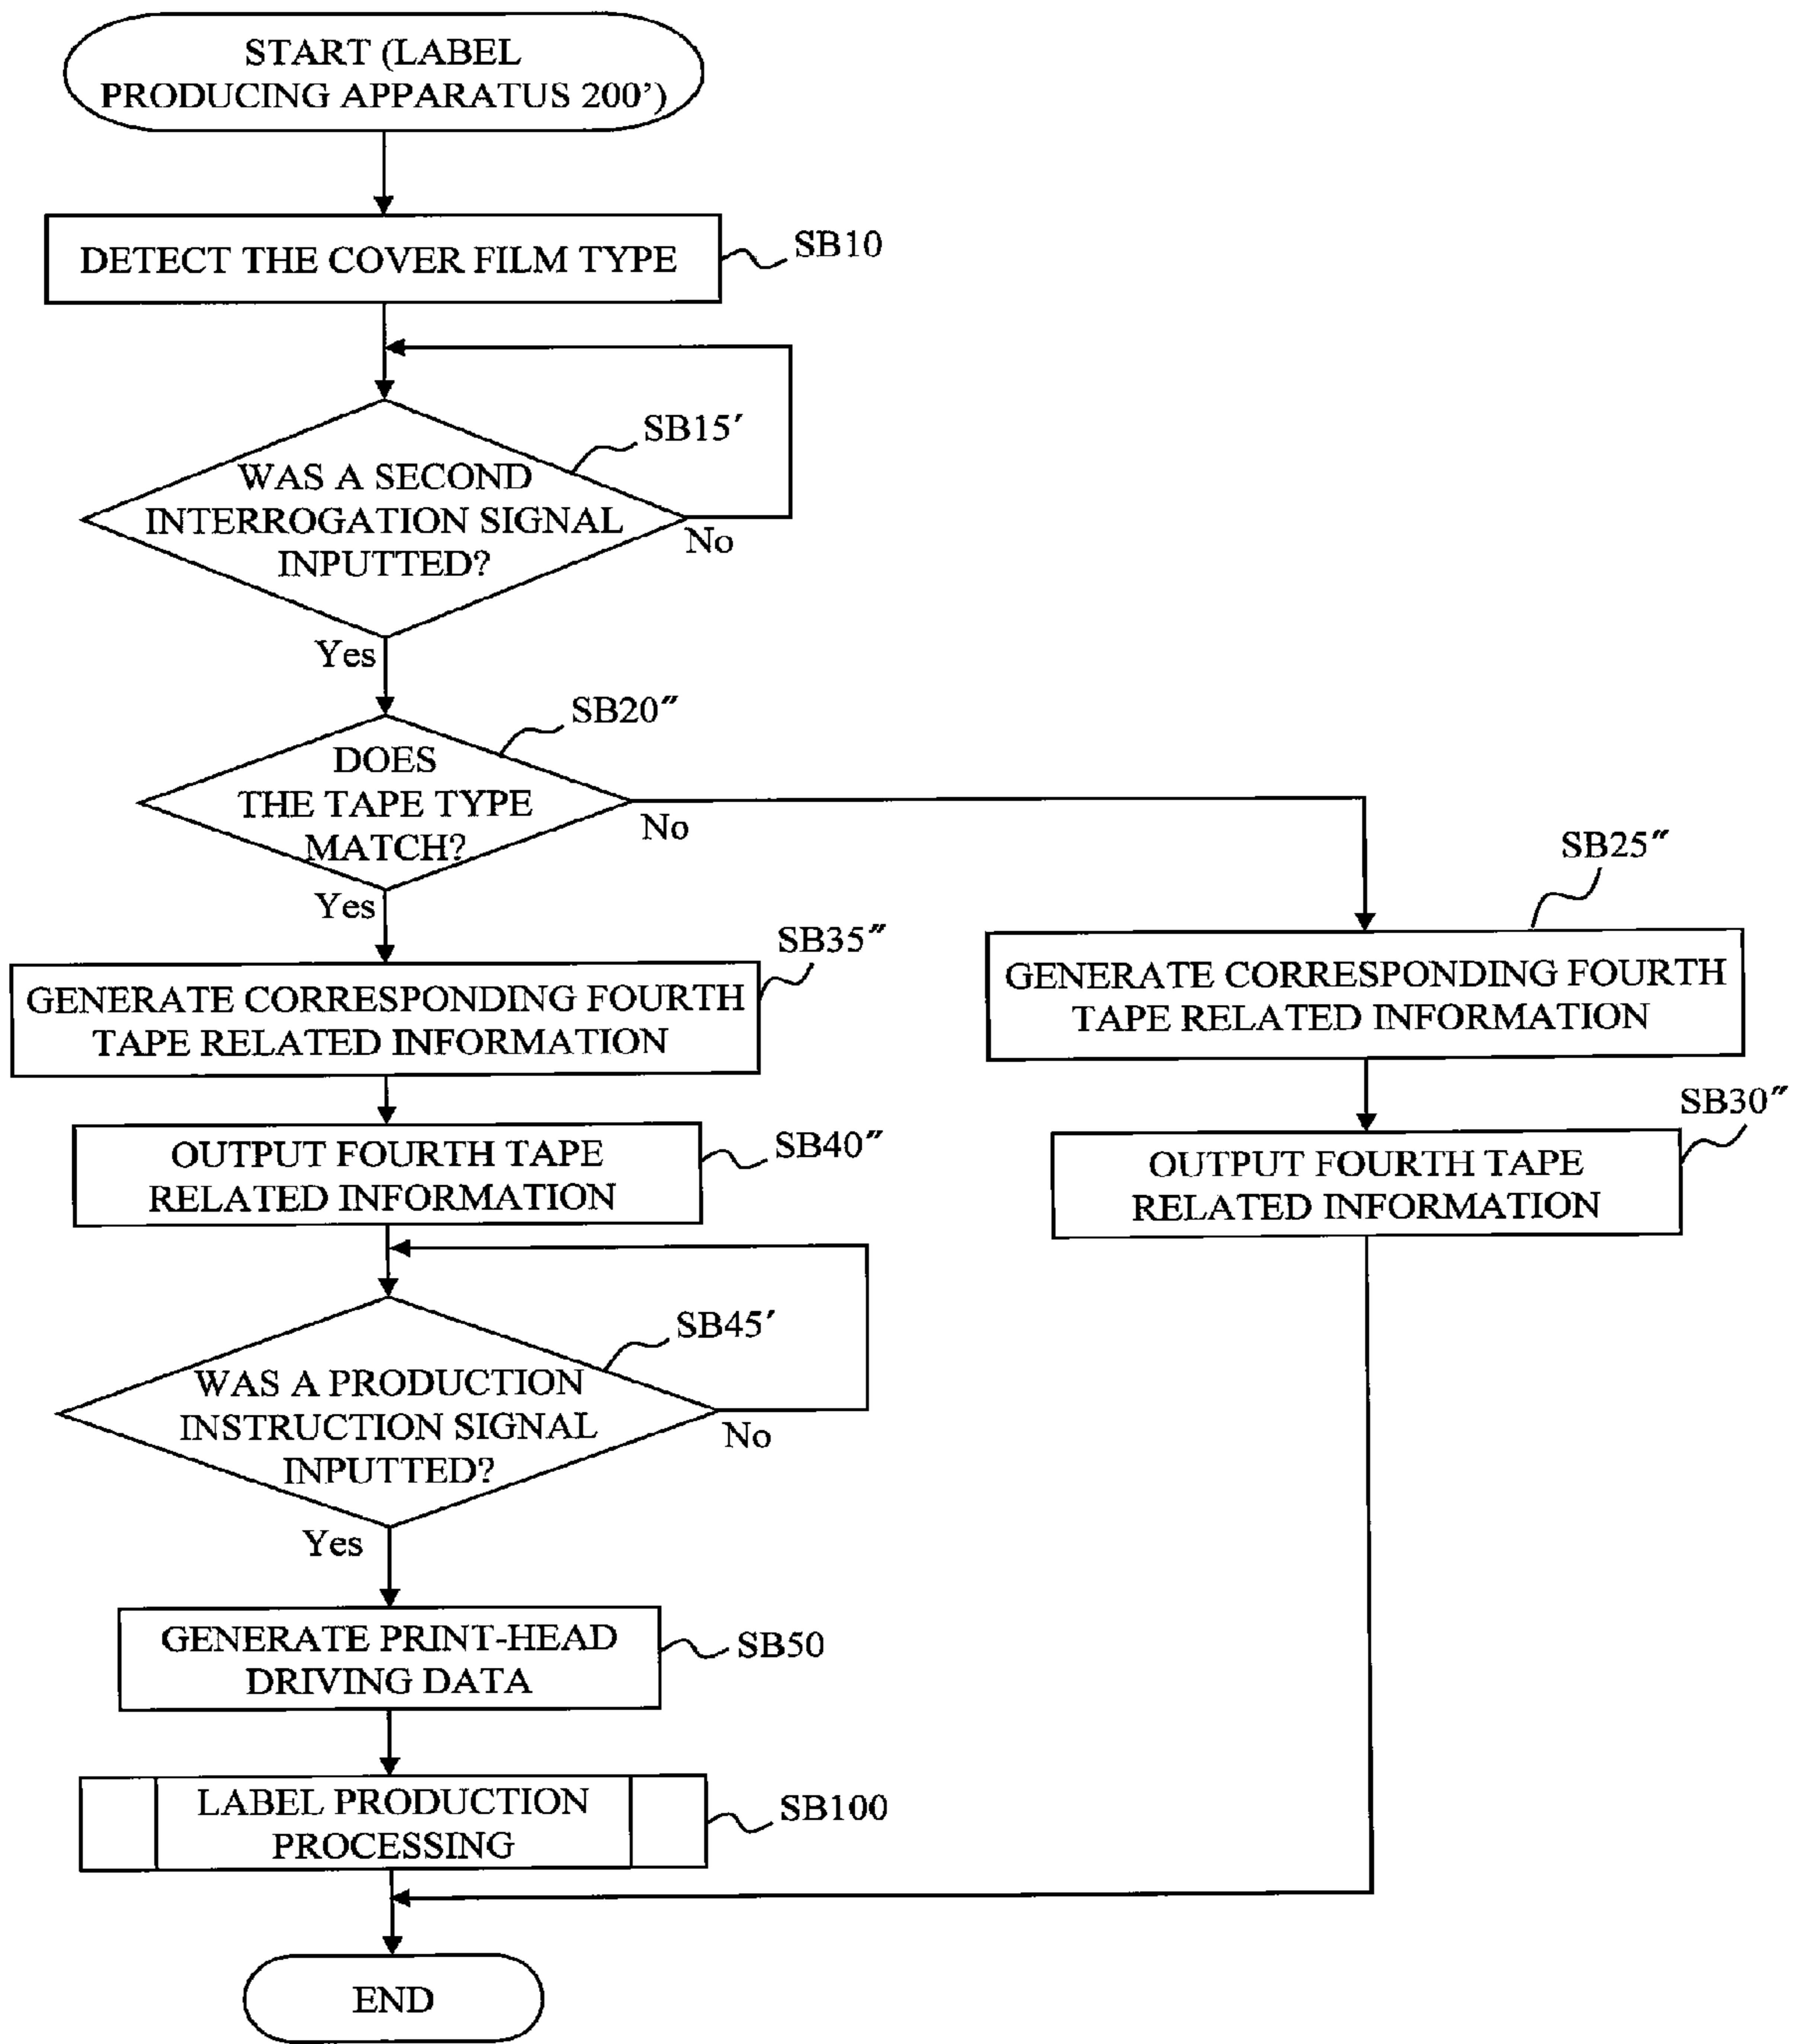 START (LABEL
PRODUCING APPARATUS 200’)
DETECT THE COVER FILM TYPE
SB10
SB15′
WAS A SECOND
INTERROGATION SIGNAL
INPUTTED?
No
Yes
SB20″
DOES
THE TAPE TYPE
MATCH?
No
Yes
SB25″
GENERATE CORRESPONDING FOURTH
TAPE RELATED INFORMATION
SB30″
OUTPUT FOURTH TAPE
RELATED INFORMATION
SB35″
GENERATE CORRESPONDING FOURTH
TAPE RELATED INFORMATION
SB40″
OUTPUT FOURTH TAPE
RELATED INFORMATION
SB45′
WAS A PRODUCTION
INSTRUCTION SIGNAL
INPUTTED?
No
Yes
GENERATE PRINT-HEAD
DRIVING DATA
SB50
LABEL PRODUCTION
PROCESSING
SB100
END